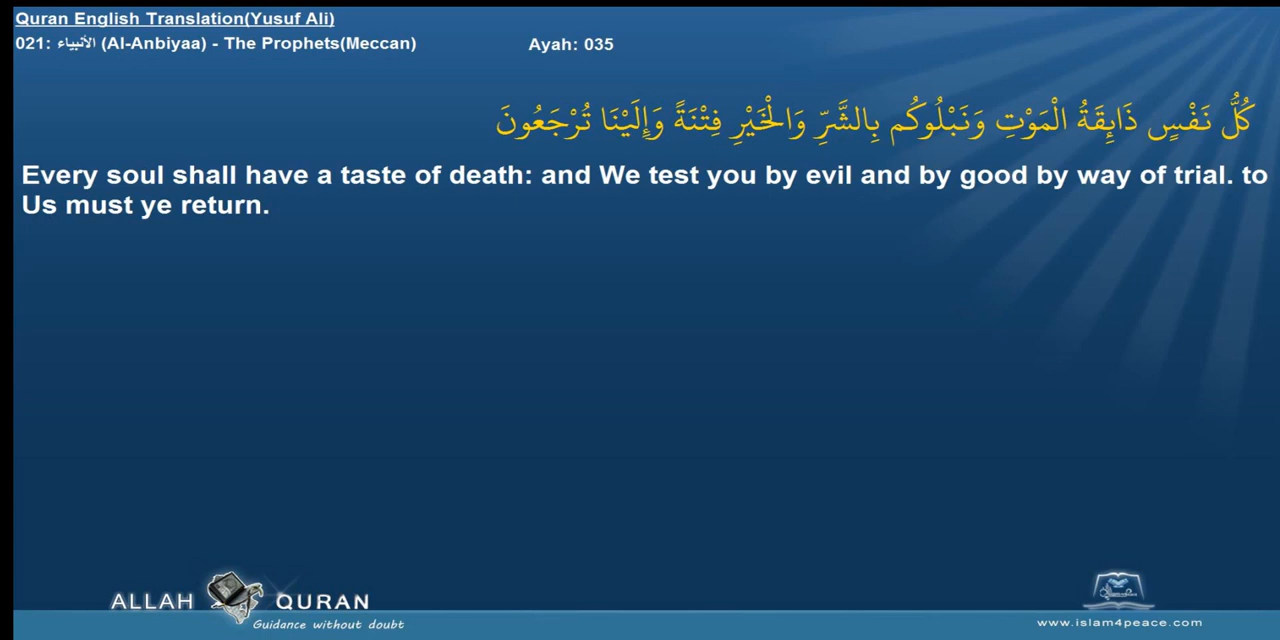 Quran English Translation(Yusuf Ali)
021: الأنبياء (Al-Anbiyaa) - The Prophets(Meccan) Ayah: 035
كُلُّ نَفْسٍ ذَائِقَةُ الْمَوْتِ وَنَبْلُوكُم بِالشَّرِّ وَالْخَيْرِ فِتْنَةً وَإِلَيْنَا تُرْجَعُونَ
Every soul shall have a taste of death: and We test you by evil and by good by way of trial. to
Us must ye return.
ALLAH QURAN
Guidance without doubt
www.islam4peace.com